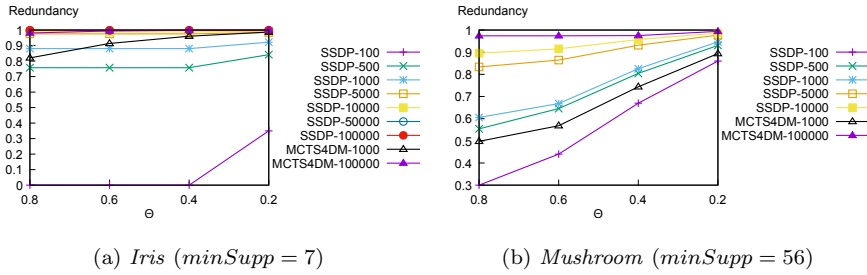 Redundancy
1
0.9
0.8
0.7
0.6
0.5
0.4
0.3
0.2
0.1
0
0.8
0.6
0.4
0.2
Θ
SSDP-100
SSDP-500
SSDP-1000
SSDP-5000
SSDP-10000
SSDP-50000
SSDP-100000
MCTS4DM-1000
MCTS4DM-100000
(a) Iris (minSupp = 7)
Redundancy
1
0.9
0.8
0.7
0.6
0.5
0.4
0.3
0.8
0.6
0.4
0.2
Θ
SSDP-100
SSDP-500
SSDP-1000
SSDP-5000
SSDP-10000
MCTS4DM-1000
MCTS4DM-100000
(b) Mushroom (minSupp = 56)